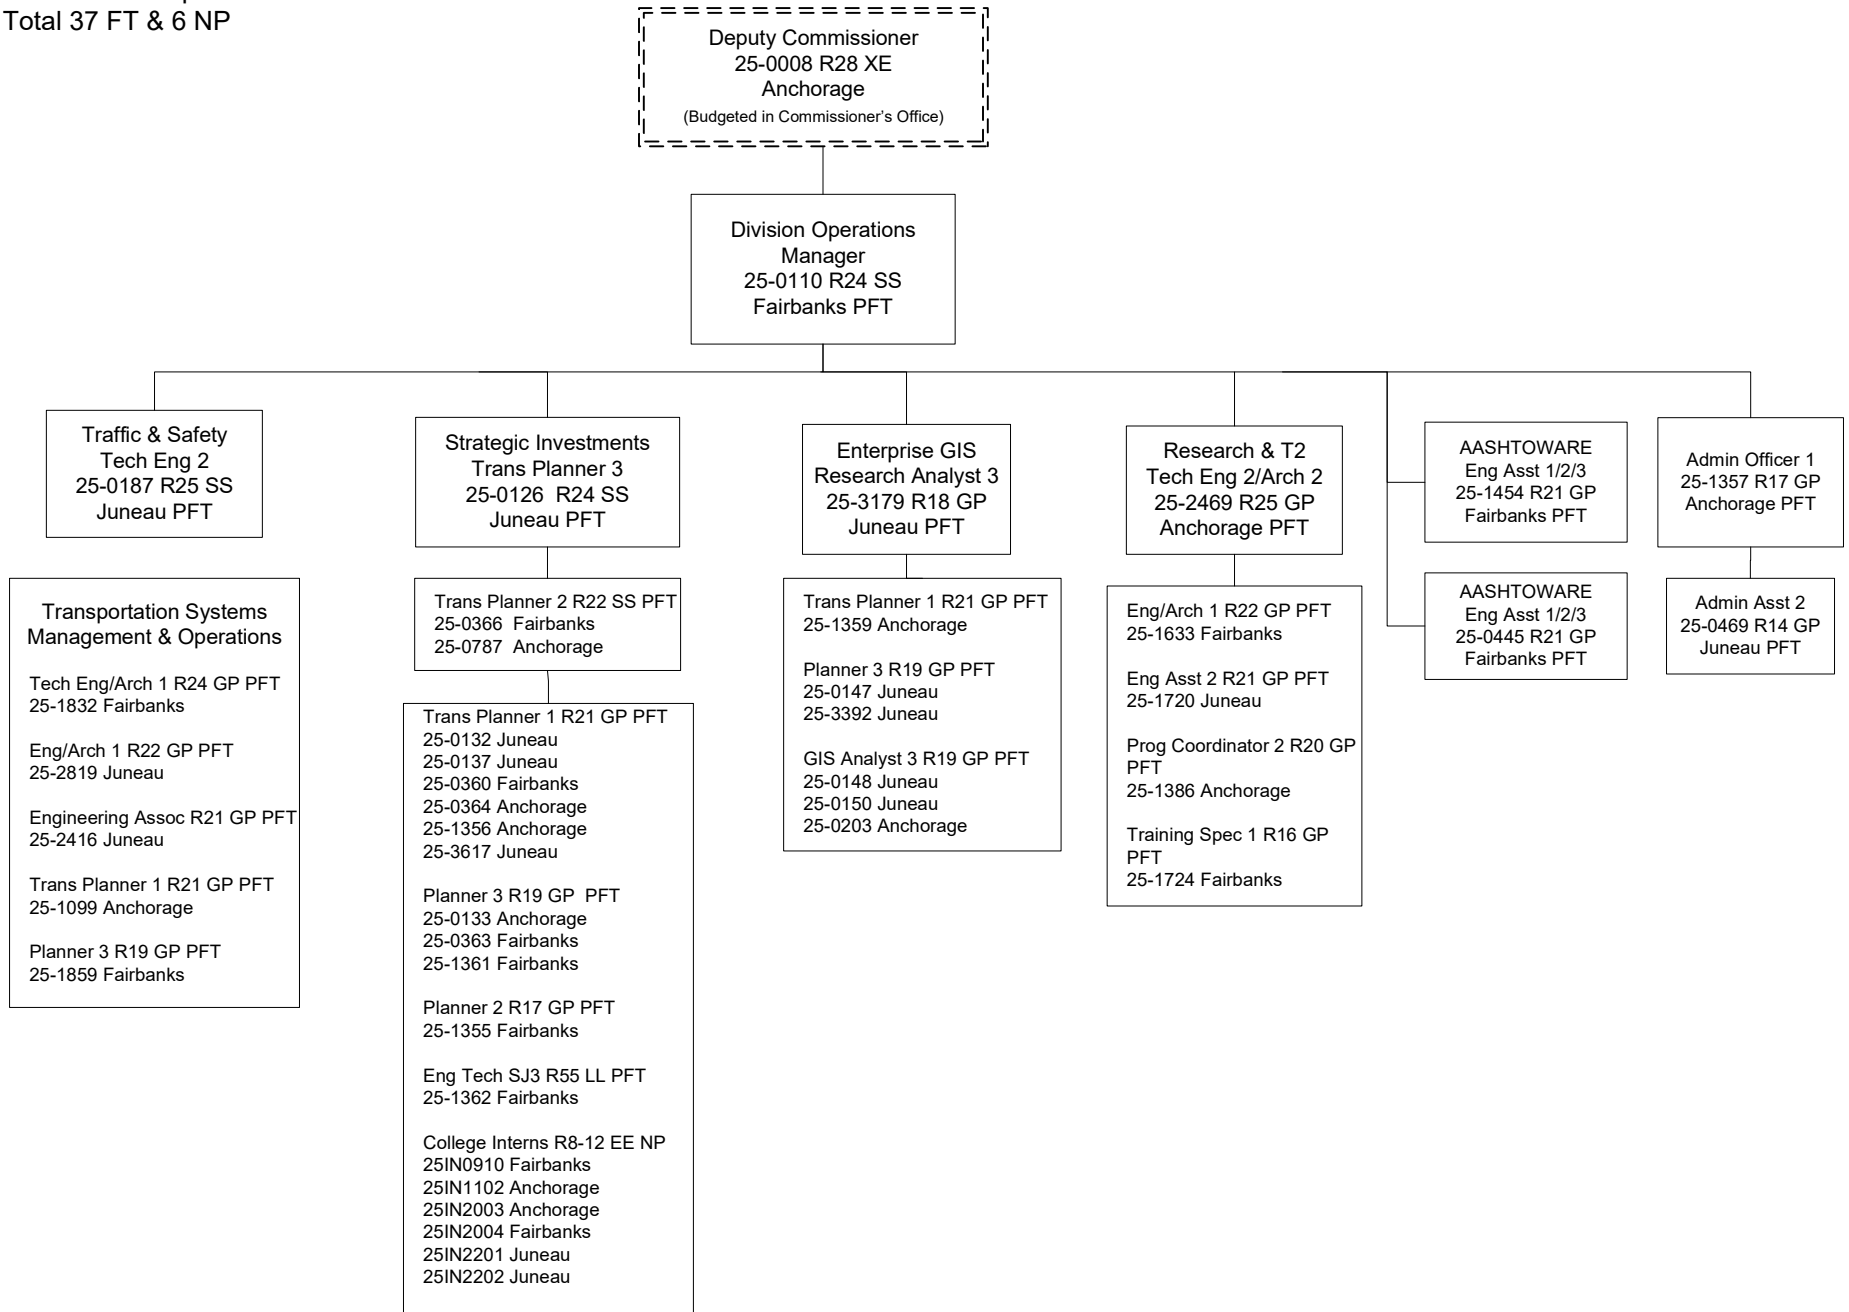 Total 37 FT & 6 NP
Deputy Commissioner
25-0008 R28 XE
Anchorage
(Budgeted in Commissioner's Office)
Division Operations
Manager
25-0110 R24 SS
Fairbanks PFT
Traffic & Safety
Tech Eng 2
25-0187 R25 SS
Juneau PFT
Transportation Systems
Management & Operations
Tech Eng/Arch 1 R24 GP PFT
25-1832 Fairbanks
Eng/Arch 1 R22 GP PFT
25-2819 Juneau
Engineering Assoc R21 GP PFT
25-2416 Juneau
Trans Planner 1 R21 GP PFT
25-1099 Anchorage
Planner 3 R19 GP PFT
25-1859 Fairbanks
Strategic Investments
Trans Planner 3
25-0126  R24 SS
Juneau PFT
Trans Planner 2 R22 SS PFT
25-0366  Fairbanks
25-0787  Anchorage
Trans Planner 1 R21 GP PFT
25-0132 Juneau
25-0137 Juneau
25-0360 Fairbanks
25-0364 Anchorage
25-1356 Anchorage
25-3617 Juneau
Planner 3 R19 GP  PFT
25-0133 Anchorage
25-0363 Fairbanks
25-1361 Fairbanks
Planner 2 R17 GP PFT
25-1355 Fairbanks
Eng Tech SJ3 R55 LL PFT
25-1362 Fairbanks
College Interns R8-12 EE NP
25IN0910 Fairbanks
25IN1102 Anchorage
25IN2003 Anchorage
25IN2004 Fairbanks
25IN2201 Juneau
25IN2202 Juneau
Enterprise GIS
Research Analyst 3
25-3179 R18 GP
Juneau PFT
Trans Planner 1 R21 GP PFT
25-1359 Anchorage
Planner 3 R19 GP PFT
25-0147 Juneau
25-3392 Juneau
GIS Analyst 3 R19 GP PFT
25-0148 Juneau
25-0150 Juneau
25-0203 Anchorage
Research & T2
Tech Eng 2/Arch 2
25-2469 R25 GP
Anchorage PFT
Eng/Arch 1 R22 GP PFT
25-1633 Fairbanks
Eng Asst 2 R21 GP PFT
25-1720 Juneau
Prog Coordinator 2 R20 GP
PFT
25-1386 Anchorage
Training Spec 1 R16 GP
PFT
25-1724 Fairbanks
AASHTOWARE
Eng Asst 1/2/3
25-1454 R21 GP
Fairbanks PFT
AASHTOWARE
Eng Asst 1/2/3
25-0445 R21 GP
Fairbanks PFT
Admin Officer 1
25-1357 R17 GP
Anchorage PFT
Admin Asst 2
25-0469 R14 GP
Juneau PFT